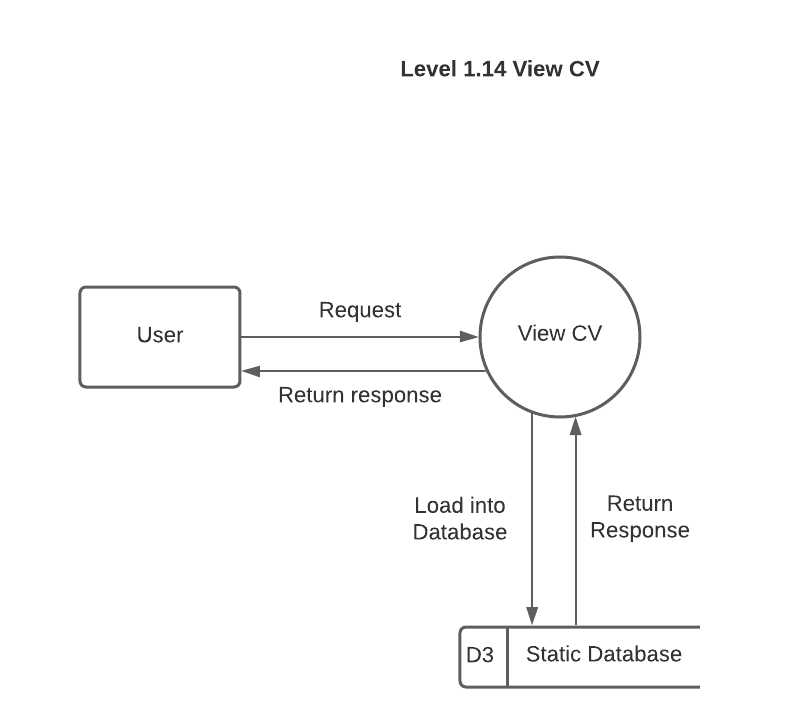 Level 1.14 View CV
Request
User
View CV
Return response
Load into
Database
Return
Response
D3
Static Database